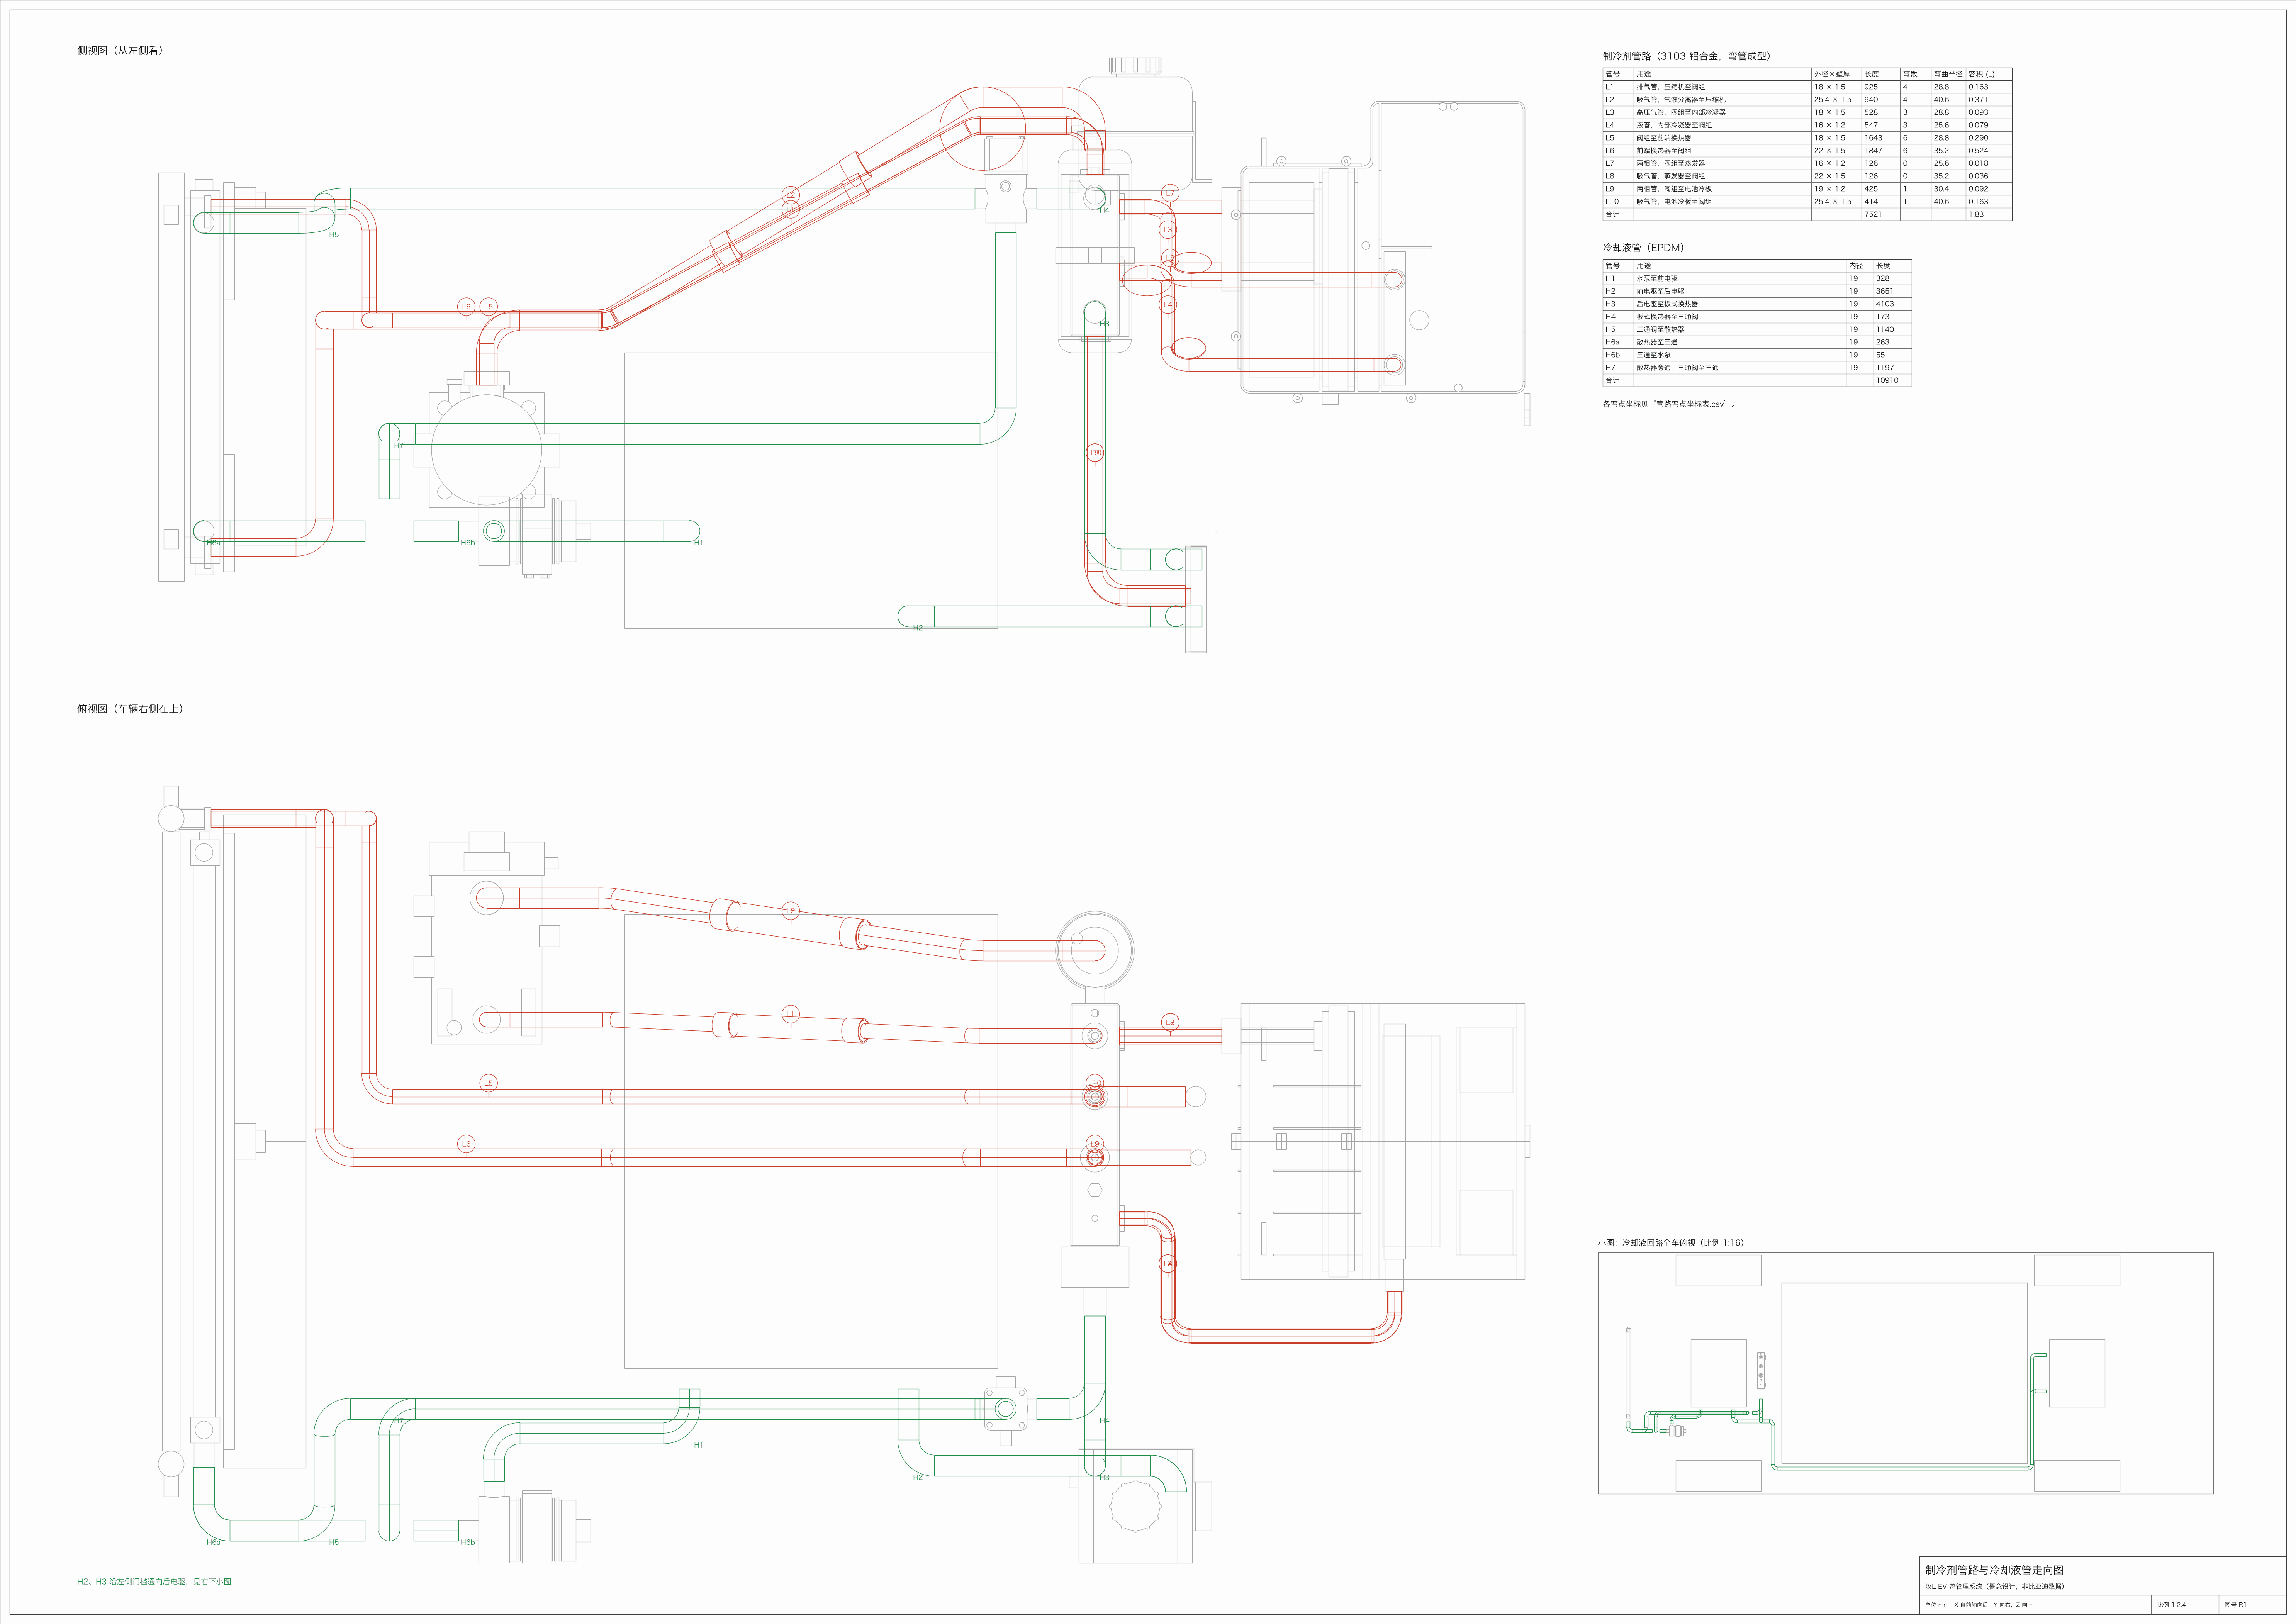 侧视图（从左侧看）
L2
L1
H5
L6
L5
H7
H6a
H6b
H1
H4
L7
L3
H3
L4
H2
俯视图（车辆右侧在上）
L2
L1
L5
L10
L6
L9
H7
H4
H1
H2
H3
H6a
H5
H6b
H2、H3 沿左侧门槛通向后电驱，见右下小图
制冷剂管路（3103 铝合金，弯管成型）
管号 用途 外径×壁厚 长度 弯数 弯曲半径 容积 (L)
L1 排气管，压缩机至阀组 18 × 1.5 925 4 28.8 0.163
L2 吸气管，气液分离器至压缩机 25.4 × 1.5 940 4 40.6 0.371
L3 高压气管，阀组至内部冷凝器 18 × 1.5 528 3 28.8 0.093
L4 液管，内部冷凝器至阀组 16 × 1.2 547 3 25.6 0.079
L5 阀组至前端换热器 18 × 1.5 1643 6 28.8 0.290
L6 前端换热器至阀组 22 × 1.5 1847 6 35.2 0.524
L7 两相管，阀组至蒸发器 16 × 1.2 126 0 25.6 0.018
L8 吸气管，蒸发器至阀组 22 × 1.5 126 0 35.2 0.036
L9 两相管，阀组至电池冷板 19 × 1.2 425 1 30.4 0.092
L10 吸气管，电池冷板至阀组 25.4 × 1.5 414 1 40.6 0.163
合计 7521 1.83
冷却液管（EPDM）
管号 用途 内径 长度
H1 水泵至前电驱 19 328
H2 前电驱至后电驱 19 3651
H3 后电驱至板式换热器 19 4103
H4 板式换热器至三通阀 19 173
H5 三通阀至散热器 19 1140
H6a 散热器至三通 19 263
H6b 三通至水泵 19 55
H7 散热器旁通，三通阀至三通 19 1197
合计 10910
各弯点坐标见“管路弯点坐标表.csv”。
小图：冷却液回路全车俯视（比例 1:16）
制冷剂管路与冷却液管走向图
汉L EV 热管理系统（概念设计，非比亚迪数据）
单位 mm；X 自前轴向后，Y 向右，Z 向上
比例 1:2.4
图号 R1